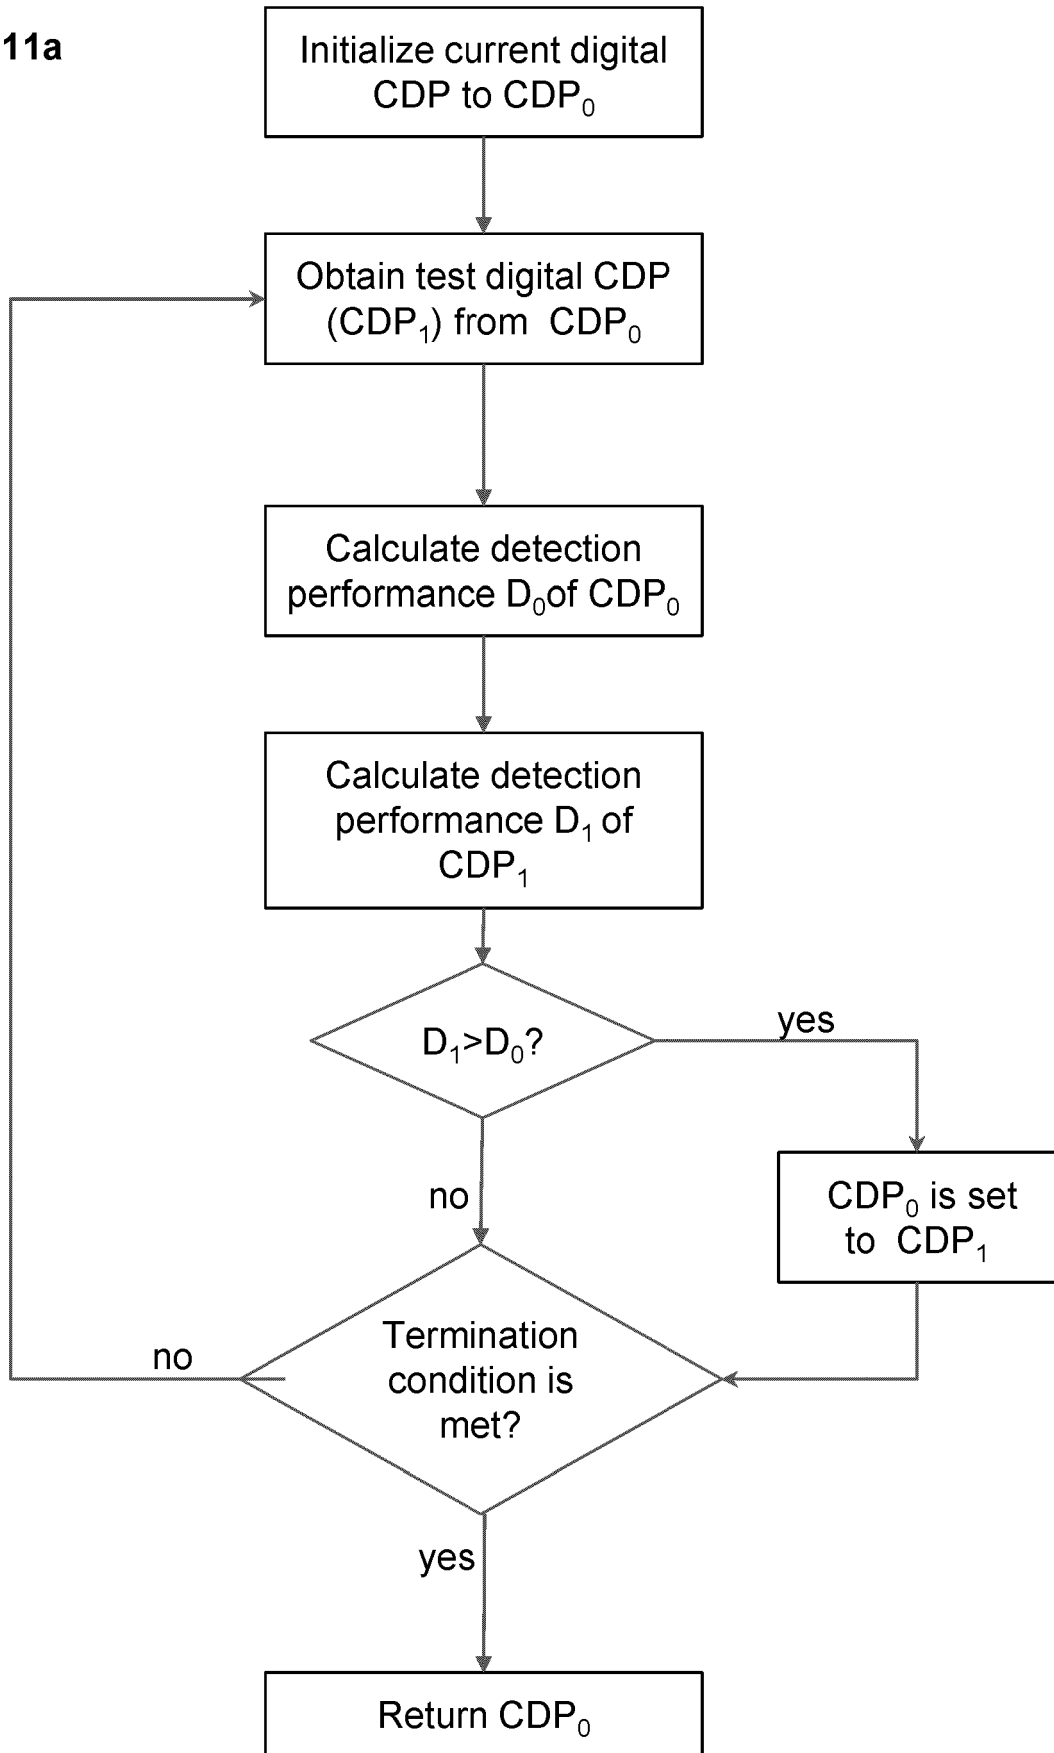 11a
Initialize current digital
CDP to CDP₀
Obtain test digital CDP
(CDP₁) from CDP₀
Calculate detection
performance D₀of CDP₀
Calculate detection
performance D₁ of
CDP₁
D₁>D₀?
yes
no
CDP₀ is set
to CDP₁
Termination
condition is
met?
no
yes
Return CDP₀